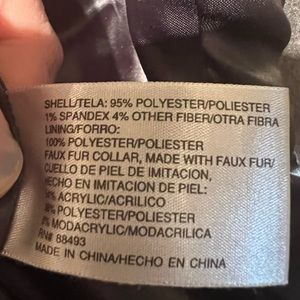 SHELL/TELA: 95% POLYESTER/POLIESTER
1% SPANDEX 4% OTHER FIBER/OTRA FIBRA
LINING/FORRO:
100% POLYESTER/POLIESTER
FAUX FUR COLLAR, MADE WITH FAUX FUR/
CUELLO DE PIEL DE IMITACION,
HECHO EN IMITACION DE PIEL:
ACRYLIC/ACRILICO
POLYESTER/POLIESTER
MODACRYLIC/MODACRILICA
RN# 88493
MADE IN CHINA/HECHO EN CHINA